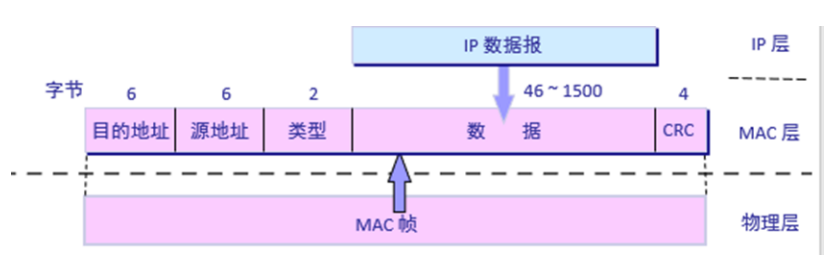 IP 数据报
IP 层
字节
6
6
2
46 ~ 1500
4
目的地址
源地址
类型
数 据
CRC
MAC 层
MAC 帧
物理层